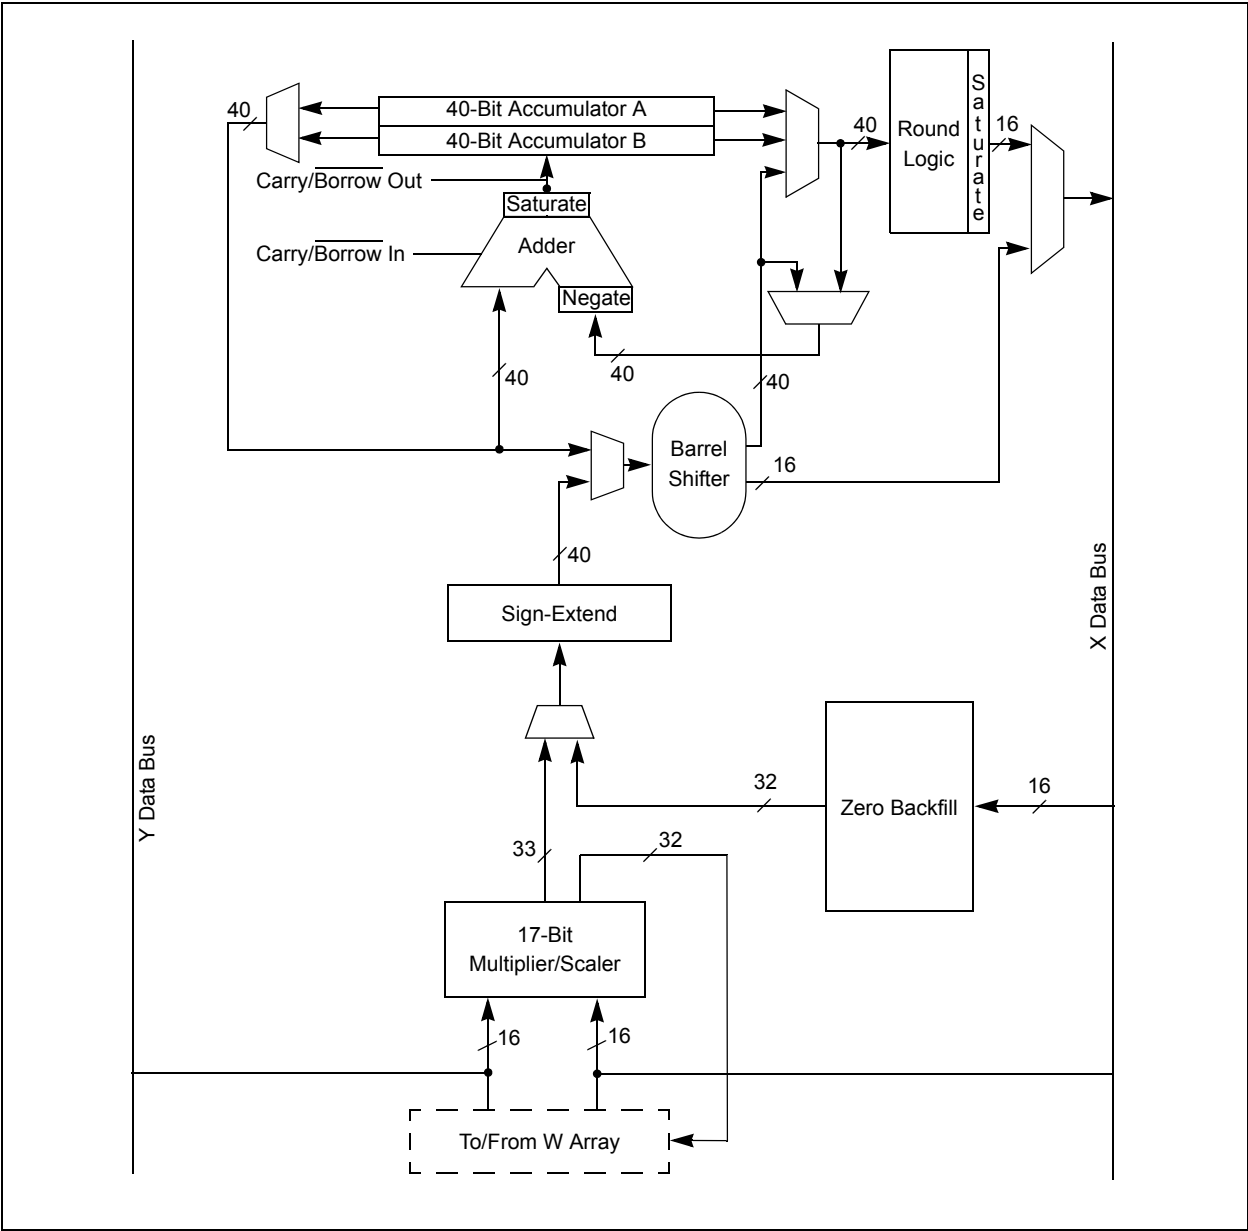 40
40-Bit Accumulator A
40-Bit Accumulator B
40
Round
Logic
Saturate
16
Carry/Borrow Out
Saturate
Carry/Borrow In
Adder
Negate
40
40
40
Barrel
Shifter
16
40
Sign-Extend
X Data Bus
Y Data Bus
32
Zero Backfill
16
33
32
17-Bit
Multiplier/Scaler
16
16
To/From W Array